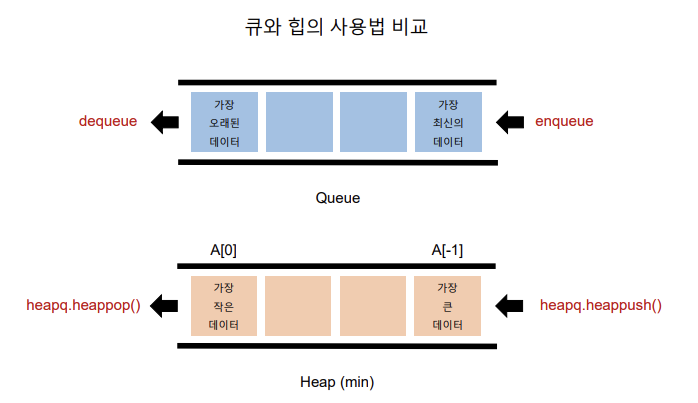 큐와 힙의 사용법 비교
dequeue
가장
오래된
데이터
가장
최신의
데이터
enqueue
Queue
A[0]
A[-1]
heapq.heappop()
가장
작은
데이터
가장
큰
데이터
heapq.heappush()
Heap (min)